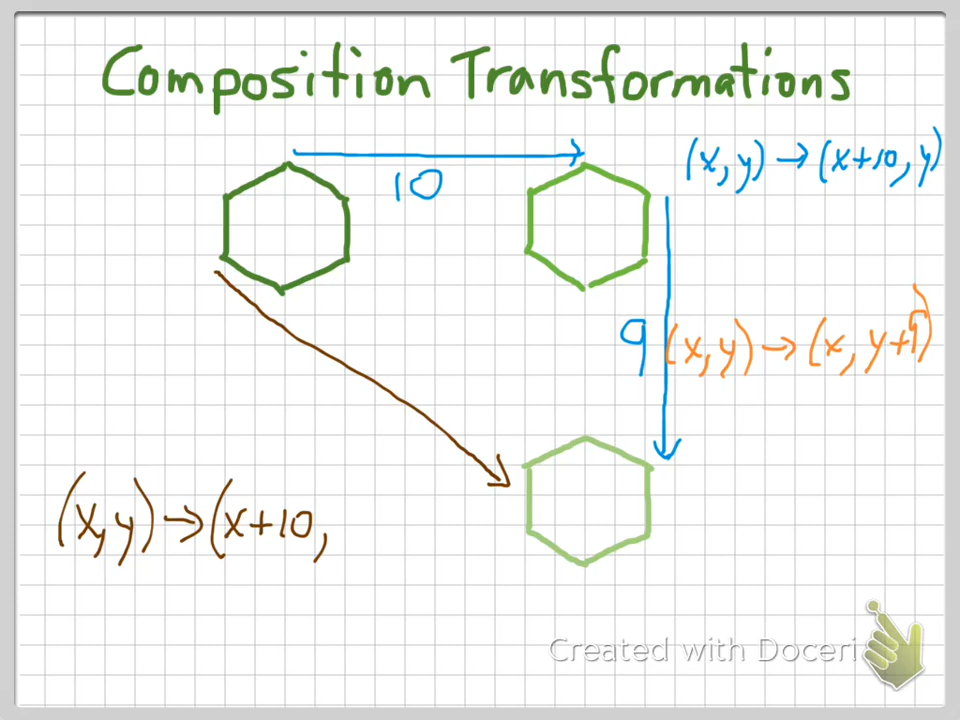 Composition Transformations
(x,y)→(x+10,y)
10
9
(x,y)→(x,y+9)
(x,y)→(x+10,
Created with Doceri